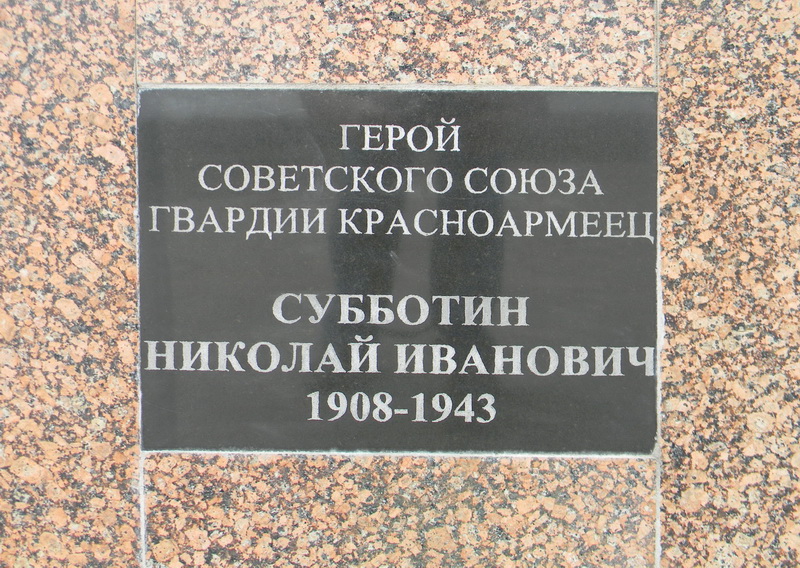 ГЕРОЙ
СОВЕТСКОГО СОЮЗА
ГВАРДИИ КРАСНОАРМЕЕЦ
СУББОТИН
НИКОЛАЙ ИВАНОВИЧ
1908-1943